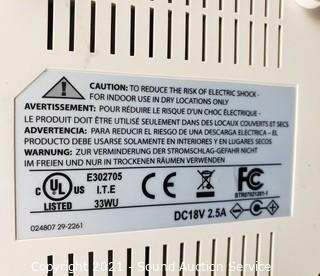 CAUTION: TO REDUCE THE RISK OF ELECTRIC SHOCK -
FOR INDOOR USE IN DRY LOCATIONS ONLY
AVERTISSEMENT: POUR RÉDUIRE LE RISQUE D'UN CHOC ÉLECTRIQUE -
LE PRODUIT DOIT ÊTRE UTILISÉ SEULEMENT DANS DES LOCAUX COUVERTS ET SECS
ADVERTENCIA: PARA REDUCIR EL RIESGO DE UNA DESCARGA ELECTRICA - EL
PRODUCTO DEBE USARSE SOLAMENTE EN INTERIORES Y EN LUGARES SECOS
WARNUNG: ZUR VERMINDERUNG DER STROMSCHLAG-GEFAHR NICHT
IM FREIEN UND NUR IN TROCKENEN RÄUMEN VERWENDEN
C UL US E302705 CE FC
LISTED I.T.E
33WU
DC18V 2.5A
024807 29-2261
Copyright 2021 - Sound Auction Service